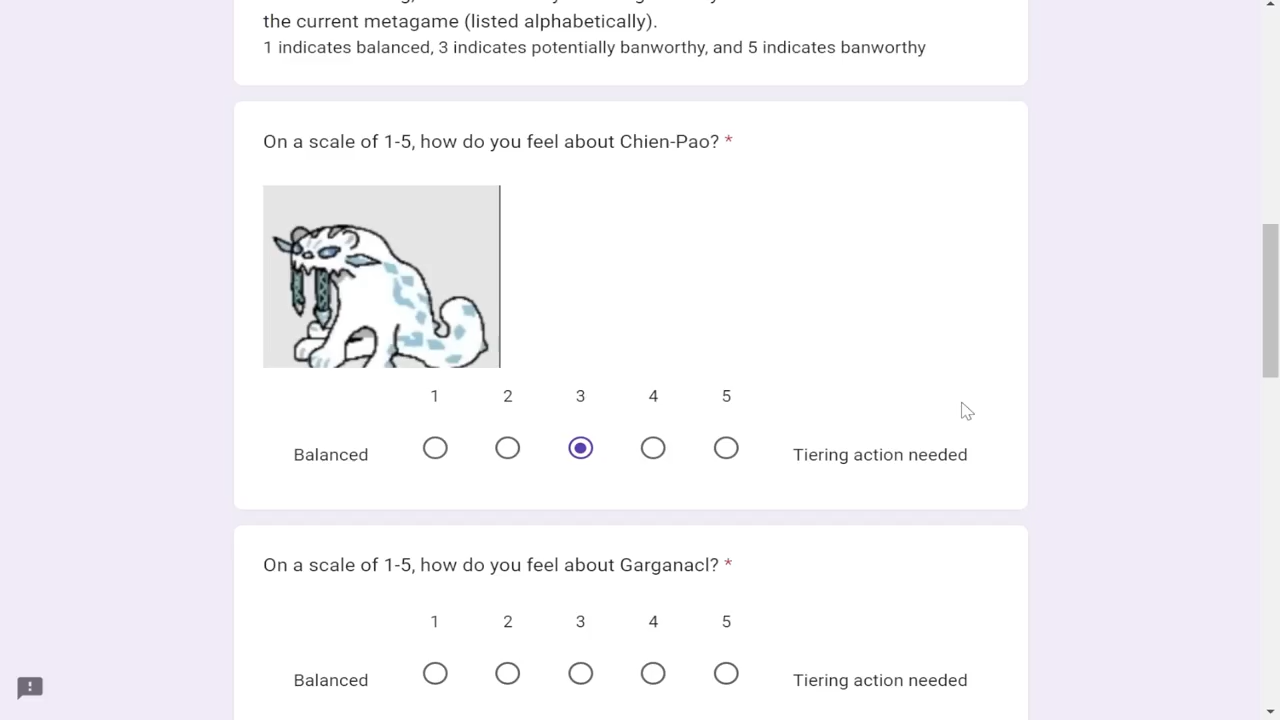 the current metagame (listed alphabetically).
1 indicates balanced, 3 indicates potentially banworthy, and 5 indicates banworthy
On a scale of 1-5, how do you feel about Chien-Pao? *
1 2 3 4 5
Balanced Tiering action needed
On a scale of 1-5, how do you feel about Garganacl? *
1 2 3 4 5
Balanced Tiering action needed